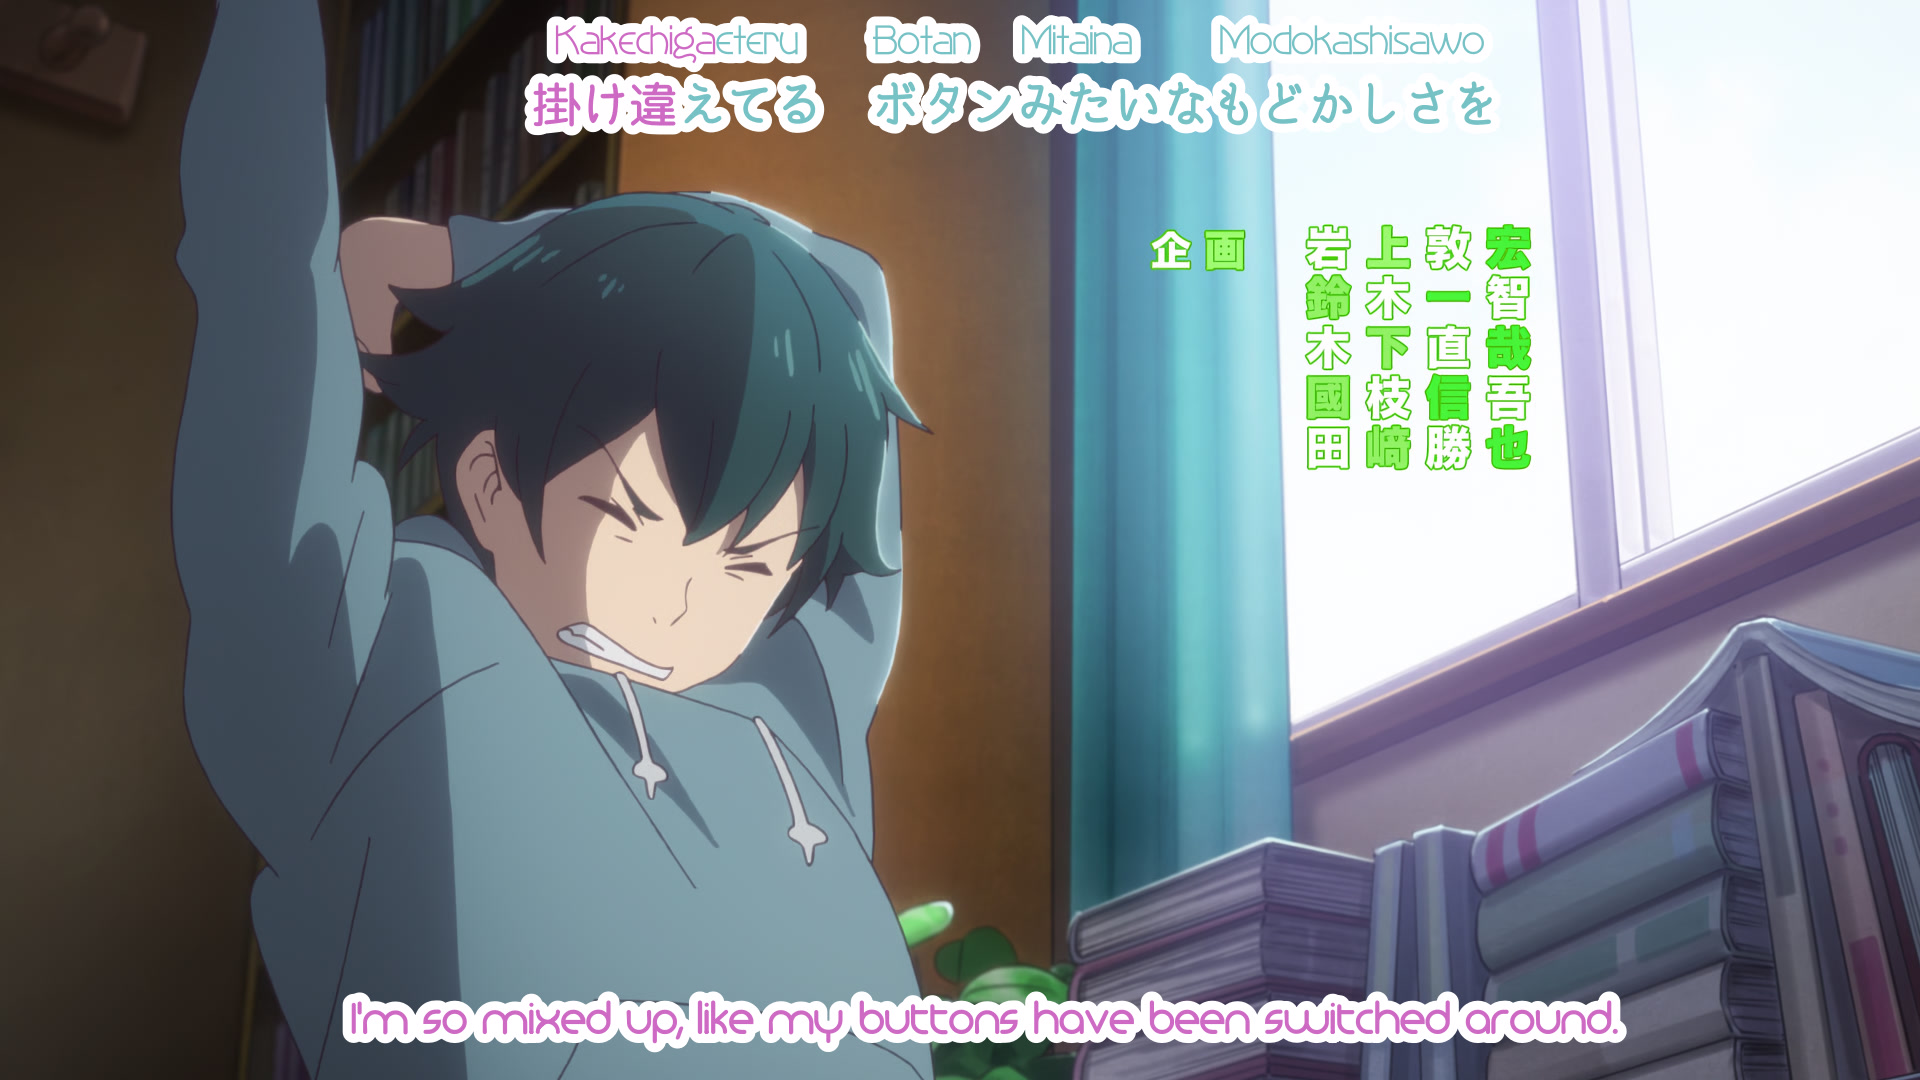 Kakechigaeteru Botan Mitaina Modokashisawo
掛け違えてる ボタンみたいなもどかしさを
企画 岩上敦宏
鈴木一智
木下直哉
國枝信吾
田﨑勝也
I'm so mixed up, like my buttons have been switched around.